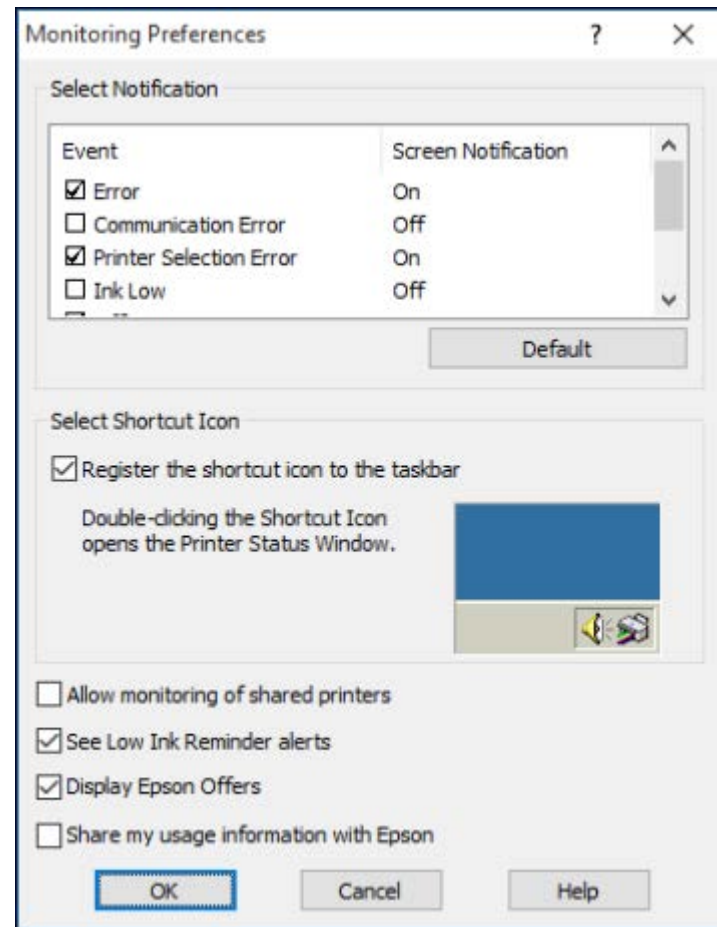 Monitoring Preferences ?
Select Notification
Event Screen Notification
Error On
Communication Error Off
Printer Selection Error On
Ink Low Off
Default
Select Shortcut Icon
Register the shortcut icon to the taskbar
Double-clicking the Shortcut Icon
opens the Printer Status Window.
Allow monitoring of shared printers
See Low Ink Reminder alerts
Display Epson Offers
Share my usage information with Epson
OK Cancel Help